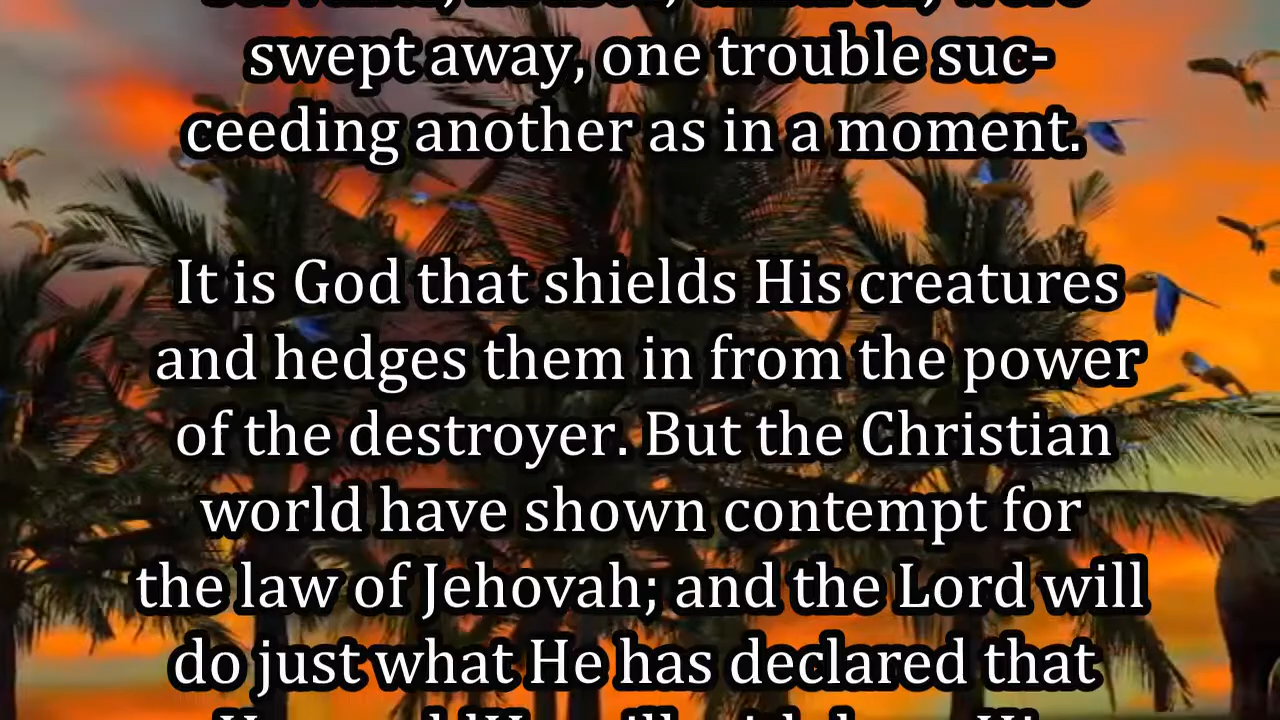 swept away, one trouble suc-
ceeding another as in a moment.
It is God that shields His creatures
and hedges them in from the power
of the destroyer. But the Christian
world have shown contempt for
the law of Jehovah; and the Lord will
do just what He has declared that